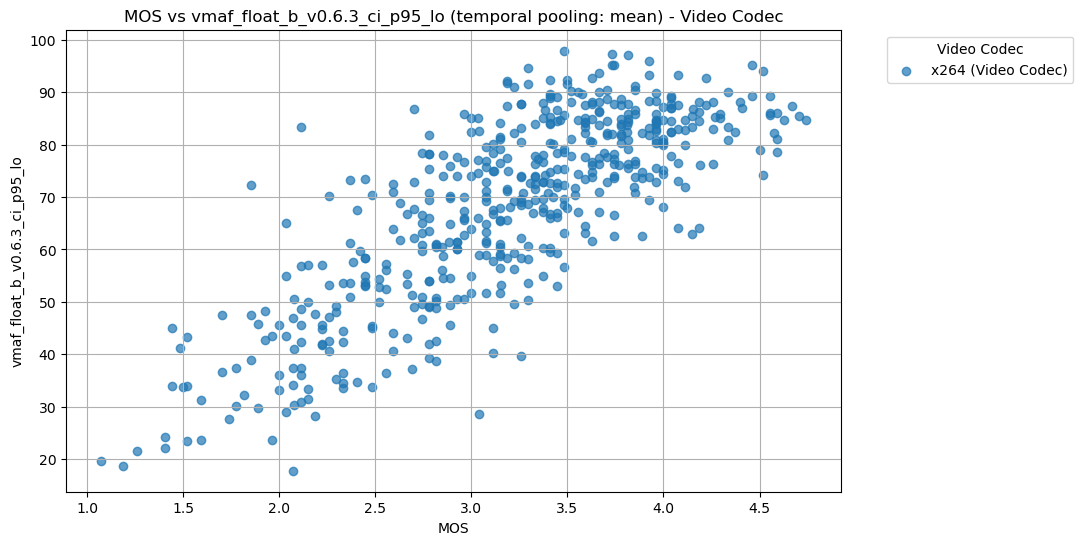 MOS vs vmaf_float_b_v0.6.3_ci_p95_lo (temporal pooling: mean) - Video Codec
Video Codec
x264 (Video Codec)
vmaf_float_b_v0.6.3_ci_p95_lo
100
90
80
70
60
50
40
30
20
1.0 1.5 2.0 2.5 3.0 3.5 4.0 4.5
MOS